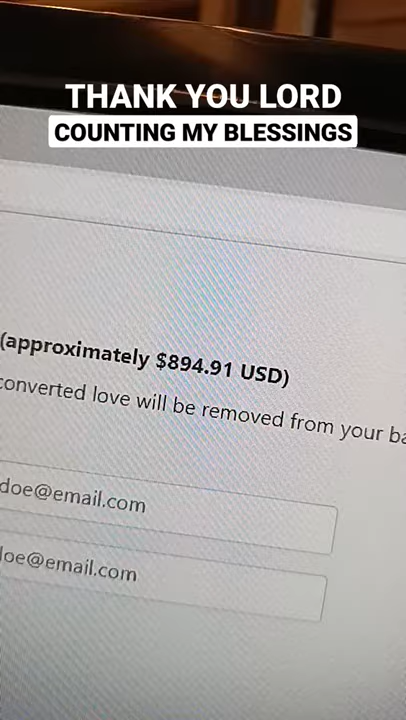 THANK YOU LORD
COUNTING MY BLESSINGS
(approximately $894.91 USD)
converted love will be removed from your
doe@email.com
doe@email.com